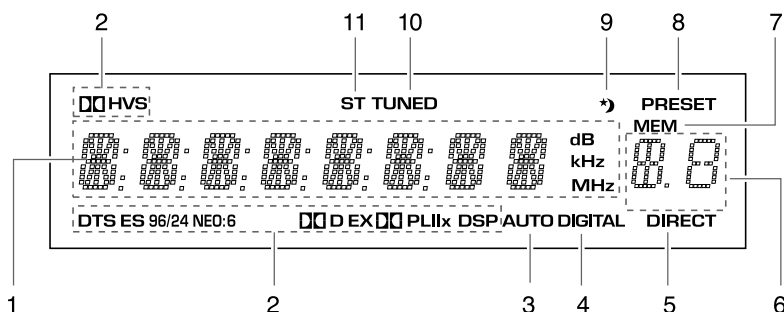 2 11 10 9 8 7
HVS ST TUNED PRESET
MEM
dB
kHz
MHz
DTS ES 96/24 NEO:6 D EX PLIIx DSP AUTO DIGITAL DIRECT
1 2 3 4 5 6